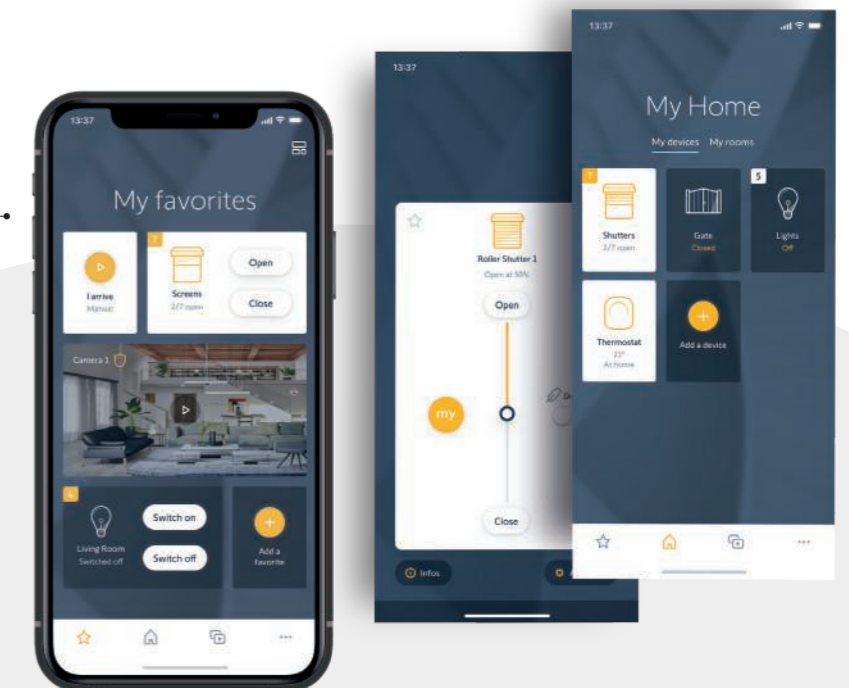 13:37
My favorites
7
I arrive
Manual
Screens
2/7 open
Open
Close
Camera 1
6
Living Room
Switched off
Switch on
Switch off
Add a
favorite
13:37
Roller Shutter 1
Open at 50%
Open
my
Close
Infos
13:37
My Home
My devices My rooms
7
Shutters
2/7 open
Gate
Closed
5
Lights
Off
Thermostat
21°
At home
Add a device